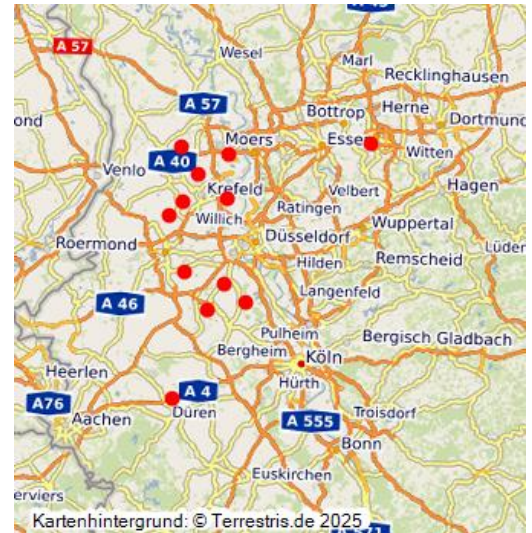 Wesel
Marl
A 57
Recklinghausen
A 57
Bottrop
Herne
Dortmund
ond
Moers
Esse
Witten
Venlo
A 40
Krefeld
Velbert
Hagen
Willich
Ratingen
Wuppertal
Roermond
Düsseldorf
Lüden
Hilden
Remscheid
A 46
Langenfeld
Pulheim
Bergisch Gladbach
Bergheim
Köln
Heerlen
Hürth
A76
A 4
Troisdorf
Aachen
Düren
A 555
Bonn
erviers
Euskirchen
Kartenhintergrund: © Terrestris.de 2025